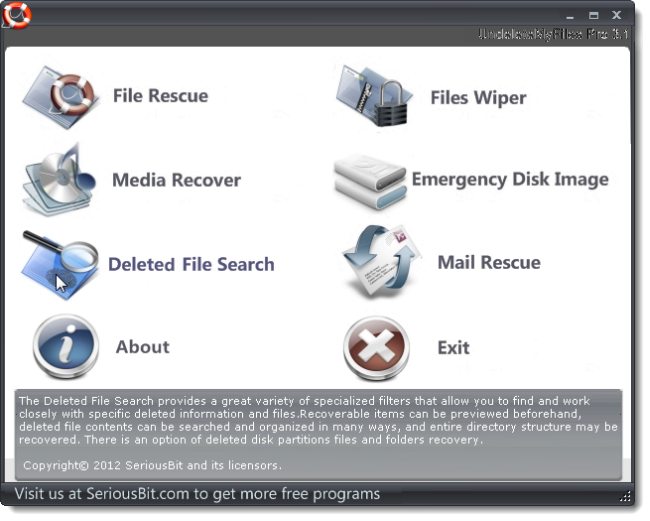 File Rescue
Files Wiper
Media Recover
Emergency Disk Image
Deleted File Search
Mail Rescue
About
Exit
The Deleted File Search provides a great variety of specialized filters that allow you to find and work
closely with specific deleted information and files.Recoverable items can be previewed beforehand,
deleted file contents can be searched and organized in many ways, and entire directory structure may be
recovered. There is an option of deleted disk partitions files and folders recovery.
Copyright© 2012 SeriousBit and its licensors.
Visit us at SeriousBit.com to get more free programs